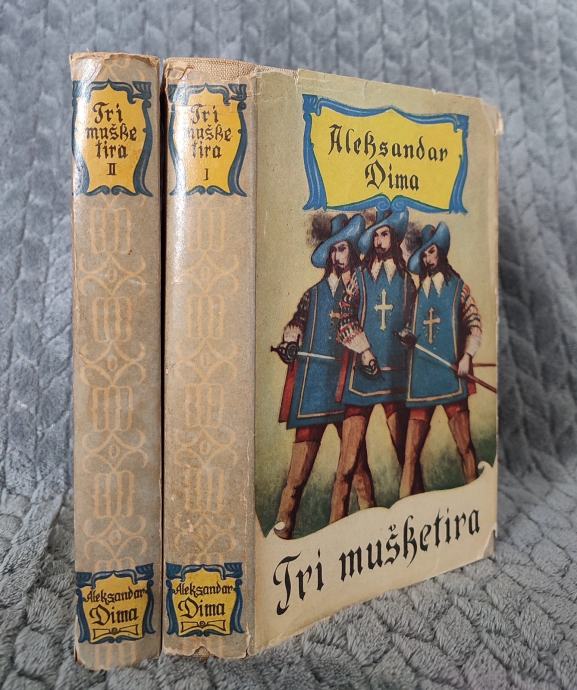 Tri
muške
tira
II
Aleksandar
Dima
Tri
muške
tira
I
Aleksandar
Dima
Aleksandar
Dima
Tri mušketira